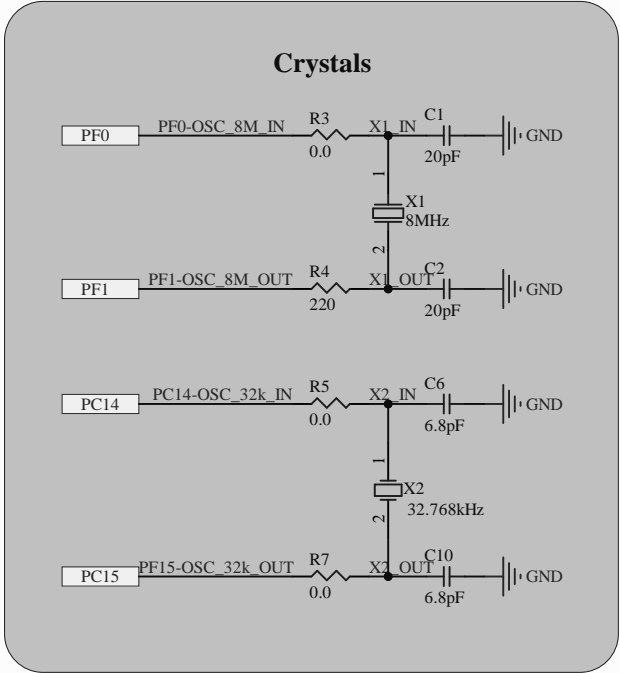 Crystals
PF0 PF0-OSC_8M_IN R3 0.0 X1_IN C1 20pF GND
1
X1
8MHz
2
PF1 PF1-OSC_8M_OUT R4 220 X1_OUT C2 20pF GND
PC14 PC14-OSC_32k_IN R5 0.0 X2_IN C6 6.8pF GND
1
X2
32.768kHz
2
PC15 PF15-OSC_32k_OUT R7 0.0 X2_OUT C10 6.8pF GND